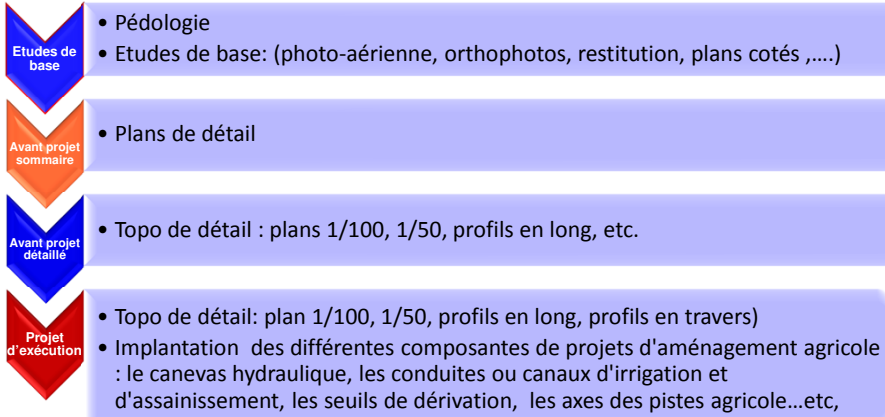 Etudes de
base
• Pédologie
• Etudes de base: (photo-aérienne, orthophotos, restitution, plans cotés ,....)
Avant projet
sommaire
• Plans de détail
Avant projet
détaillé
• Topo de détail : plans 1/100, 1/50, profils en long, etc.
Projet
d'exécution
• Topo de détail: plan 1/100, 1/50, profils en long, profils en travers)
• Implantation des différentes composantes de projets d'aménagement agricole
: le canevas hydraulique, les conduites ou canaux d'irrigation et
d'assainissement, les seuils de dérivation, les axes des pistes agricole...etc,